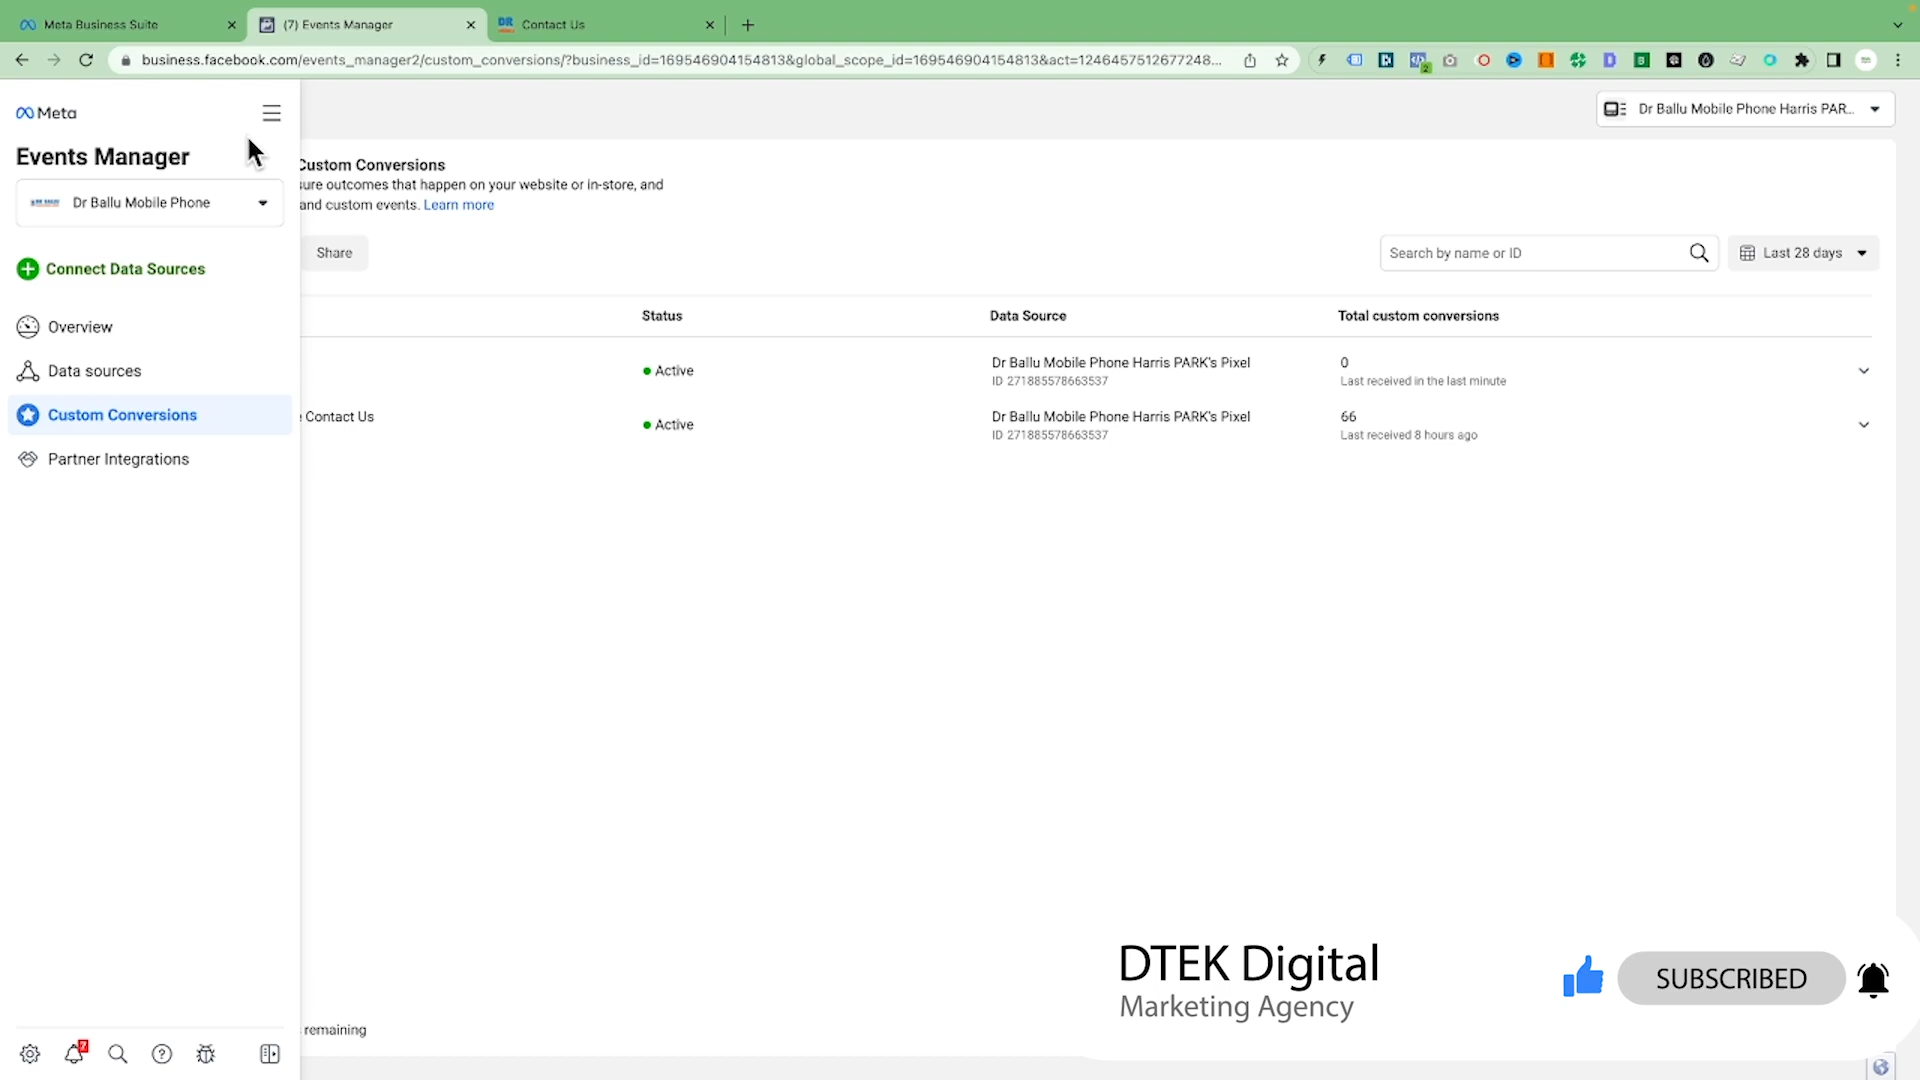 Meta Business Suite
(7) Events Manager
Contact Us
business.facebook.com/events_manager2/custom_conversions/?business_id=169546904154813&global_scope_id=169546904154813&act=1246457512677248...
2
Meta
Dr Ballu Mobile Phone Harris PAR...
Events Manager
Custom Conversions
sure outcomes that happen on your website or in-store, and
and custom events. Learn more
Dr Ballu Mobile Phone
Share
Search by name or ID
Last 28 days
Connect Data Sources
Overview
Data sources
Custom Conversions
Partner Integrations
Status
Data Source
Total custom conversions
Active
Dr Ballu Mobile Phone Harris PARK's Pixel
ID 271885578663537
0
Last received in the last minute
Contact Us
Active
Dr Ballu Mobile Phone Harris PARK's Pixel
ID 271885578663537
66
Last received 8 hours ago
remaining
7
DTEK Digital
Marketing Agency
SUBSCRIBED